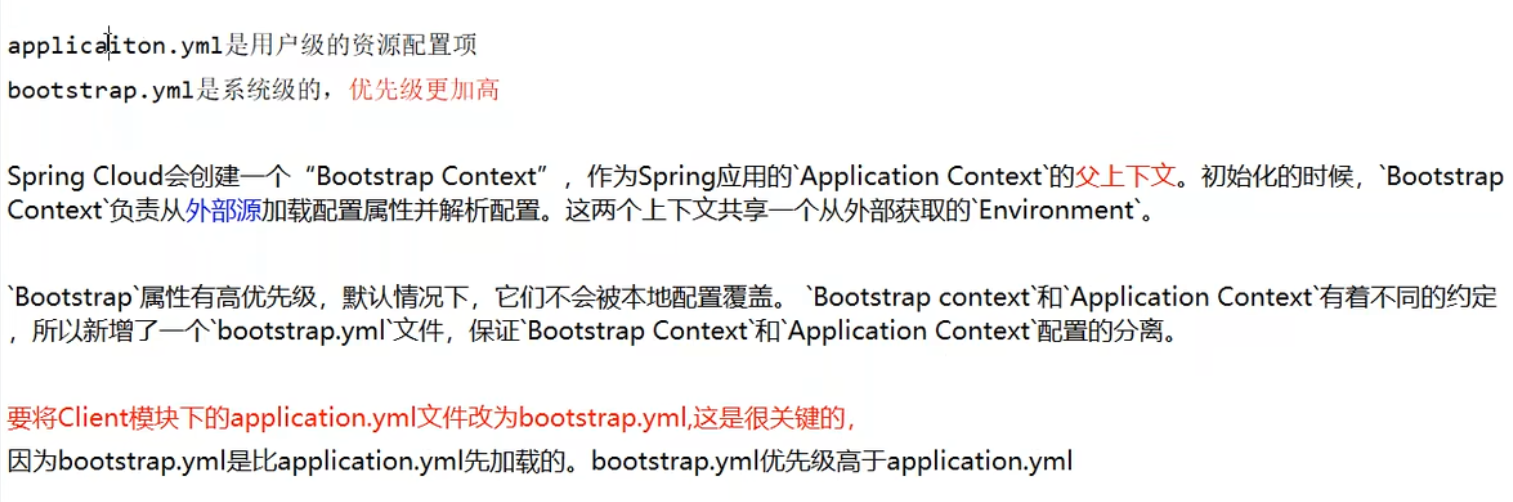 applicaiton.yml是用户级的资源配置项
bootstrap.yml是系统级的，优先级更加高
Spring Cloud会创建一个“Bootstrap Context”，作为Spring应用的`Application Context`的父上下文。初始化的时候，`Bootstrap
Context`负责从外部源加载配置属性并解析配置。这两个上下文共享一个从外部获取的`Environment`。
`Bootstrap`属性有高优先级，默认情况下，它们不会被本地配置覆盖。 `Bootstrap context`和`Application Context`有着不同的约定
，所以新增了一个`bootstrap.yml`文件，保证`Bootstrap Context`和`Application Context`配置的分离。
要将Client模块下的application.yml文件改为bootstrap.yml,这是很关键的，
因为bootstrap.yml是比application.yml先加载的。bootstrap.yml优先级高于application.yml